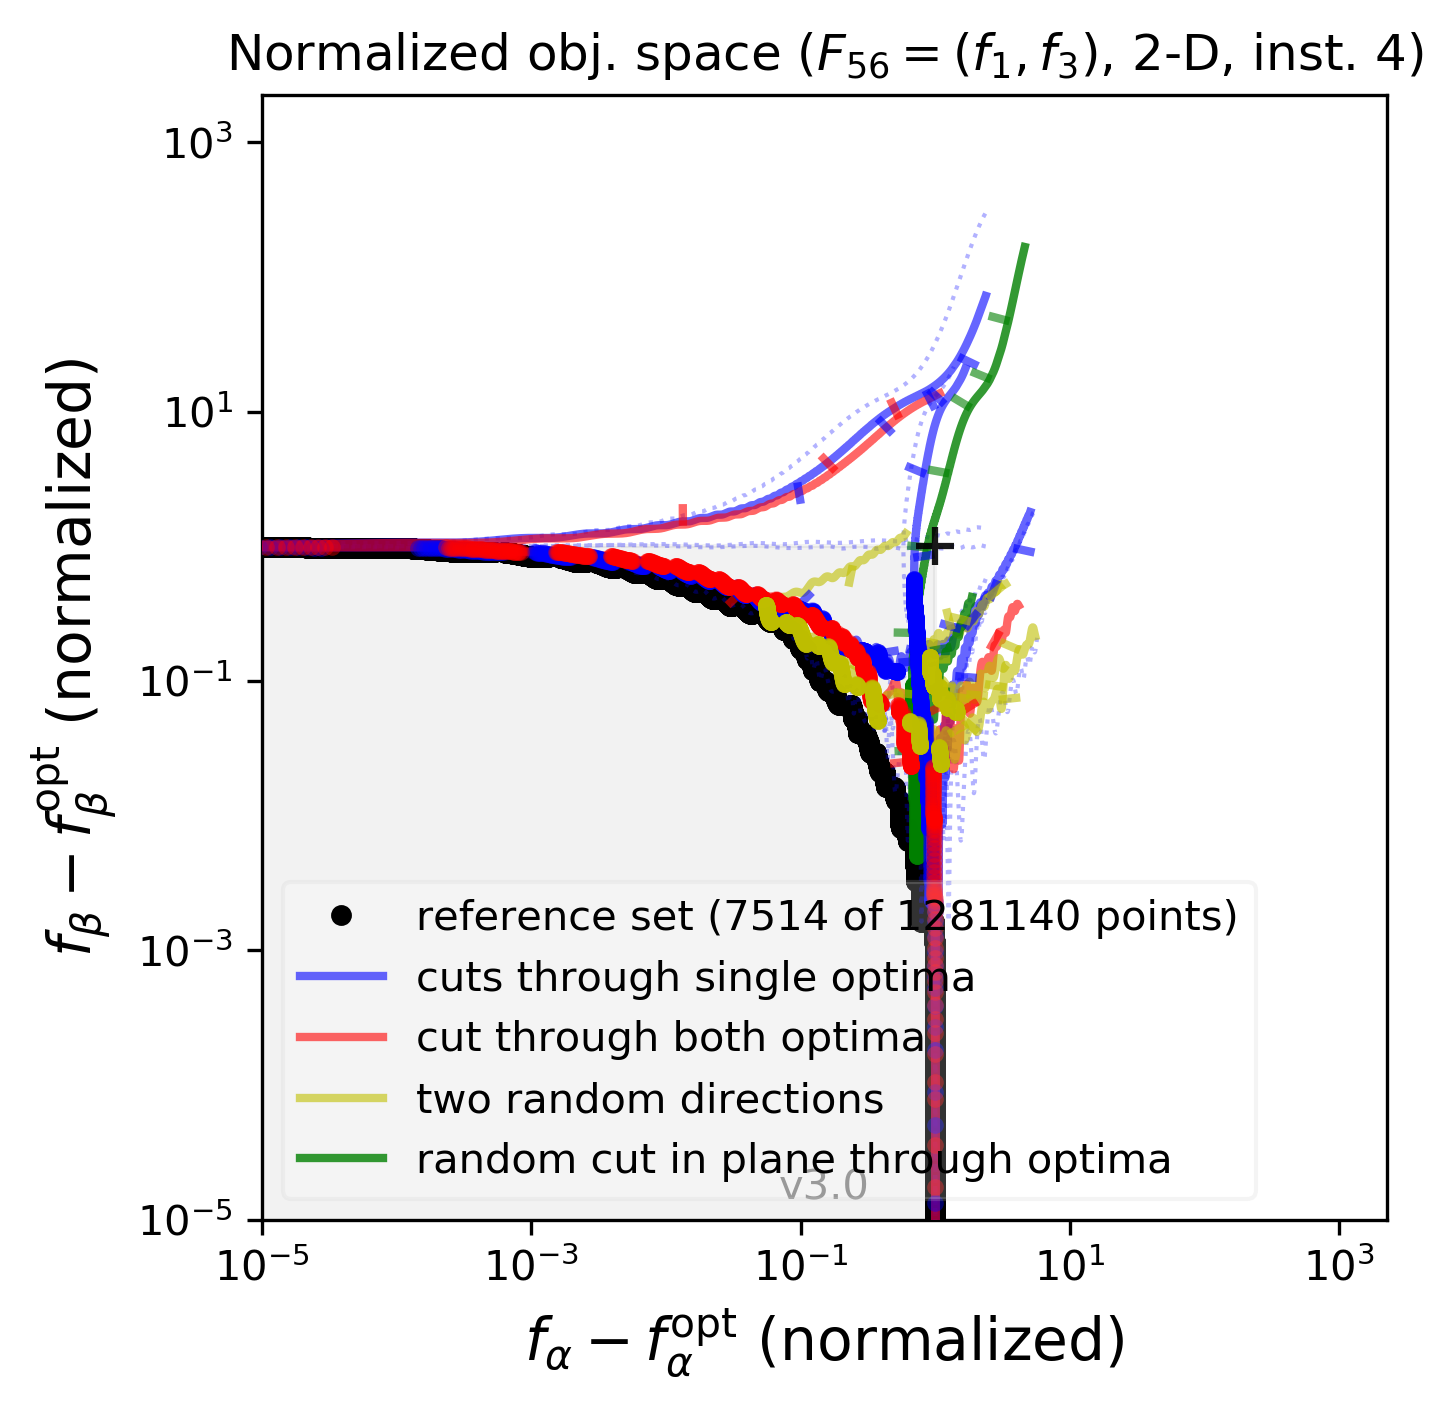 Normalized obj. space (F₅₆ = (f₁, f₃), 2-D, inst. 4)
10³
10¹
10⁻¹
10⁻³
10⁻⁵
f_β − f_β^opt (normalized)
reference set (7514 of 1281140 points)
cuts through single optima
cut through both optima
two random directions
random cut in plane through optima
v3.0
10⁻⁵ 10⁻³ 10⁻¹ 10¹ 10³
f_α − f_α^opt (normalized)